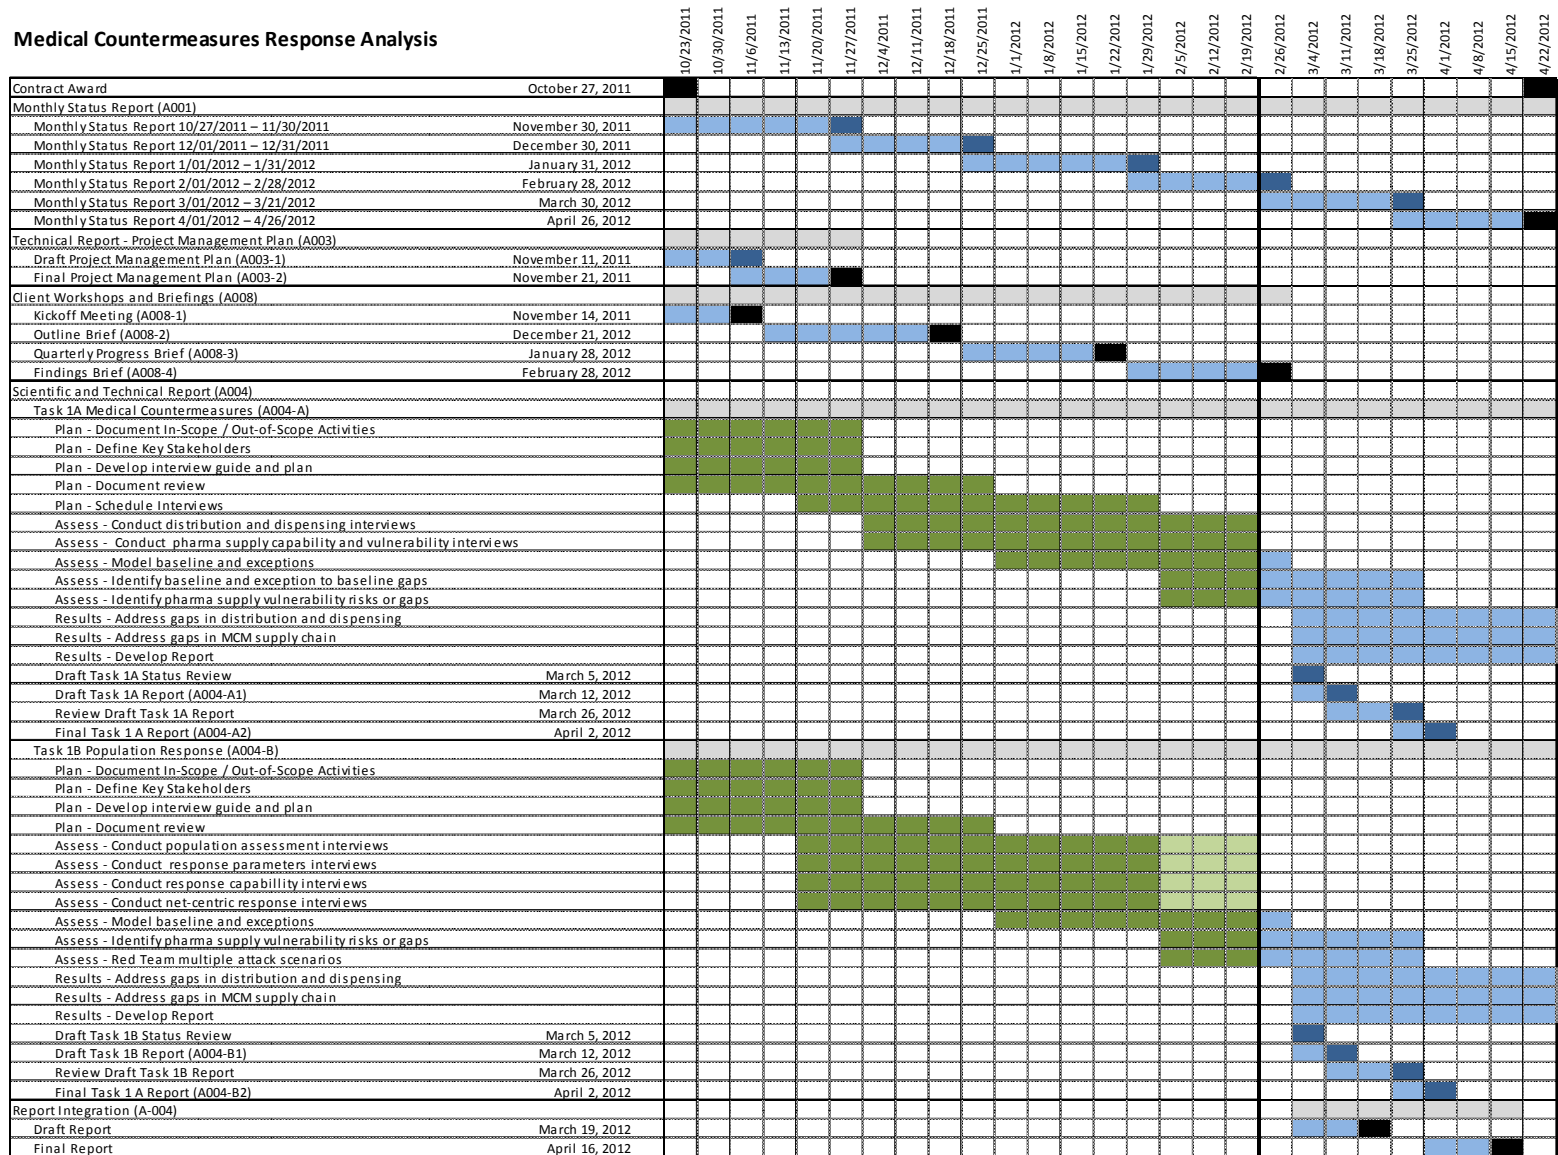 Medical Countermeasures Response Analysis
10/23/2011 10/30/2011 11/6/2011 11/13/2011 11/20/2011 11/27/2011 12/4/2011 12/11/2011 12/18/2011 12/25/2011 1/1/2012 1/8/2012 1/15/2012 1/22/2012 1/29/2012 2/5/2012 2/12/2012 2/19/2012 2/26/2012 3/4/2012 3/11/2012 3/18/2012 3/25/2012 4/1/2012 4/8/2012 4/15/2012 4/22/2012
Contract Award October 27, 2011
Monthly Status Report (A001)
Monthly Status Report 10/27/2011 – 11/30/2011 November 30, 2011
Monthly Status Report 12/01/2011 – 12/31/2011 December 30, 2011
Monthly Status Report 1/01/2012 – 1/31/2012 January 31, 2012
Monthly Status Report 2/01/2012 – 2/28/2012 February 28, 2012
Monthly Status Report 3/01/2012 – 3/21/2012 March 30, 2012
Monthly Status Report 4/01/2012 – 4/26/2012 April 26, 2012
Technical Report - Project Management Plan (A003)
Draft Project Management Plan (A003-1) November 11, 2011
Final Project Management Plan (A003-2) November 21, 2011
Client Workshops and Briefings (A008)
Kickoff Meeting (A008-1) November 14, 2011
Outline Brief (A008-2) December 21, 2011
Quarterly Progress Brief (A008-3) January 28, 2012
Findings Brief (A008-4) February 28, 2012
Scientific and Technical Report (A004)
Task 1A Medical Countermeasures (A004-A)
Plan - Document In-Scope / Out-of-Scope Activities
Plan - Define Key Stakeholders
Plan - Develop interview guide and plan
Plan - Document review
Plan - Schedule Interviews
Assess - Conduct distribution and dispensing interviews
Assess - Conduct pharma supply capability and vulnerability interviews
Assess - Model baseline and exceptions
Assess - Identify baseline and exception to baseline gaps
Assess - Identify pharma supply vulnerability risks or gaps
Results - Address gaps in distribution and dispensing
Results - Address gaps in MCM supply chain
Results - Develop Report
Draft Task 1A Status Review March 5, 2012
Draft Task 1A Report (A004-A1) March 12, 2012
Review Draft Task 1A Report March 26, 2012
Final Task 1 A Report (A004-A2) April 2, 2012
Task 1B Population Response (A004-B)
Plan - Document In-Scope / Out-of-Scope Activities
Plan - Define Key Stakeholders
Plan - Develop interview guide and plan
Plan - Document review
Assess - Conduct population assessment interviews
Assess - Conduct response parameters interviews
Assess - Conduct response capabillity interviews
Assess - Conduct net-centric response interviews
Assess - Model baseline and exceptions
Assess - Identify pharma supply vulnerability risks or gaps
Assess - Red Team multiple attack scenarios
Results - Address gaps in distribution and dispensing
Results - Address gaps in MCM supply chain
Results - Develop Report
Draft Task 1B Status Review March 5, 2012
Draft Task 1B Report (A004-B1) March 12, 2012
Review Draft Task 1B Report March 26, 2012
Final Task 1 A Report (A004-B2) April 2, 2012
Report Integration (A-004)
Draft Report March 19, 2012
Final Report April 16, 2012